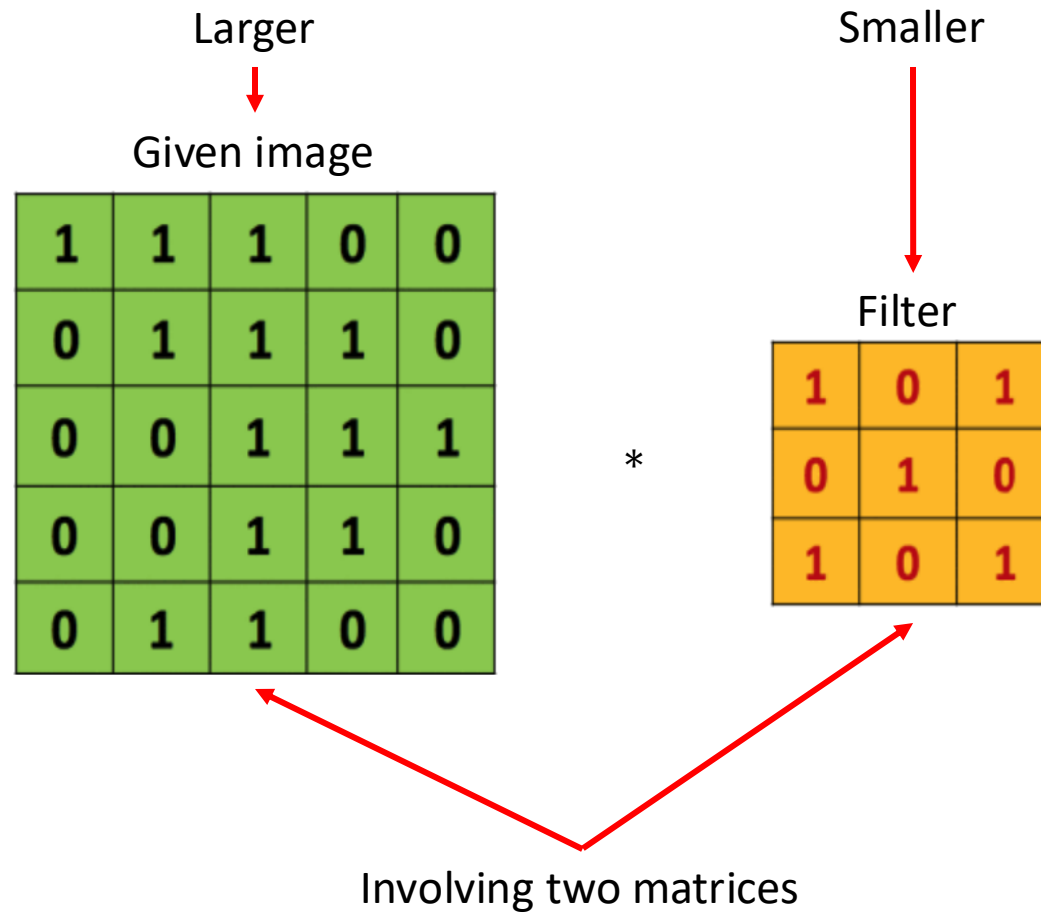 Larger
Smaller
Given image
1 1 1 0 0
0 1 1 1 0
0 0 1 1 1
0 0 1 1 0
0 1 1 0 0
*
Filter
1 0 1
0 1 0
1 0 1
Involving two matrices